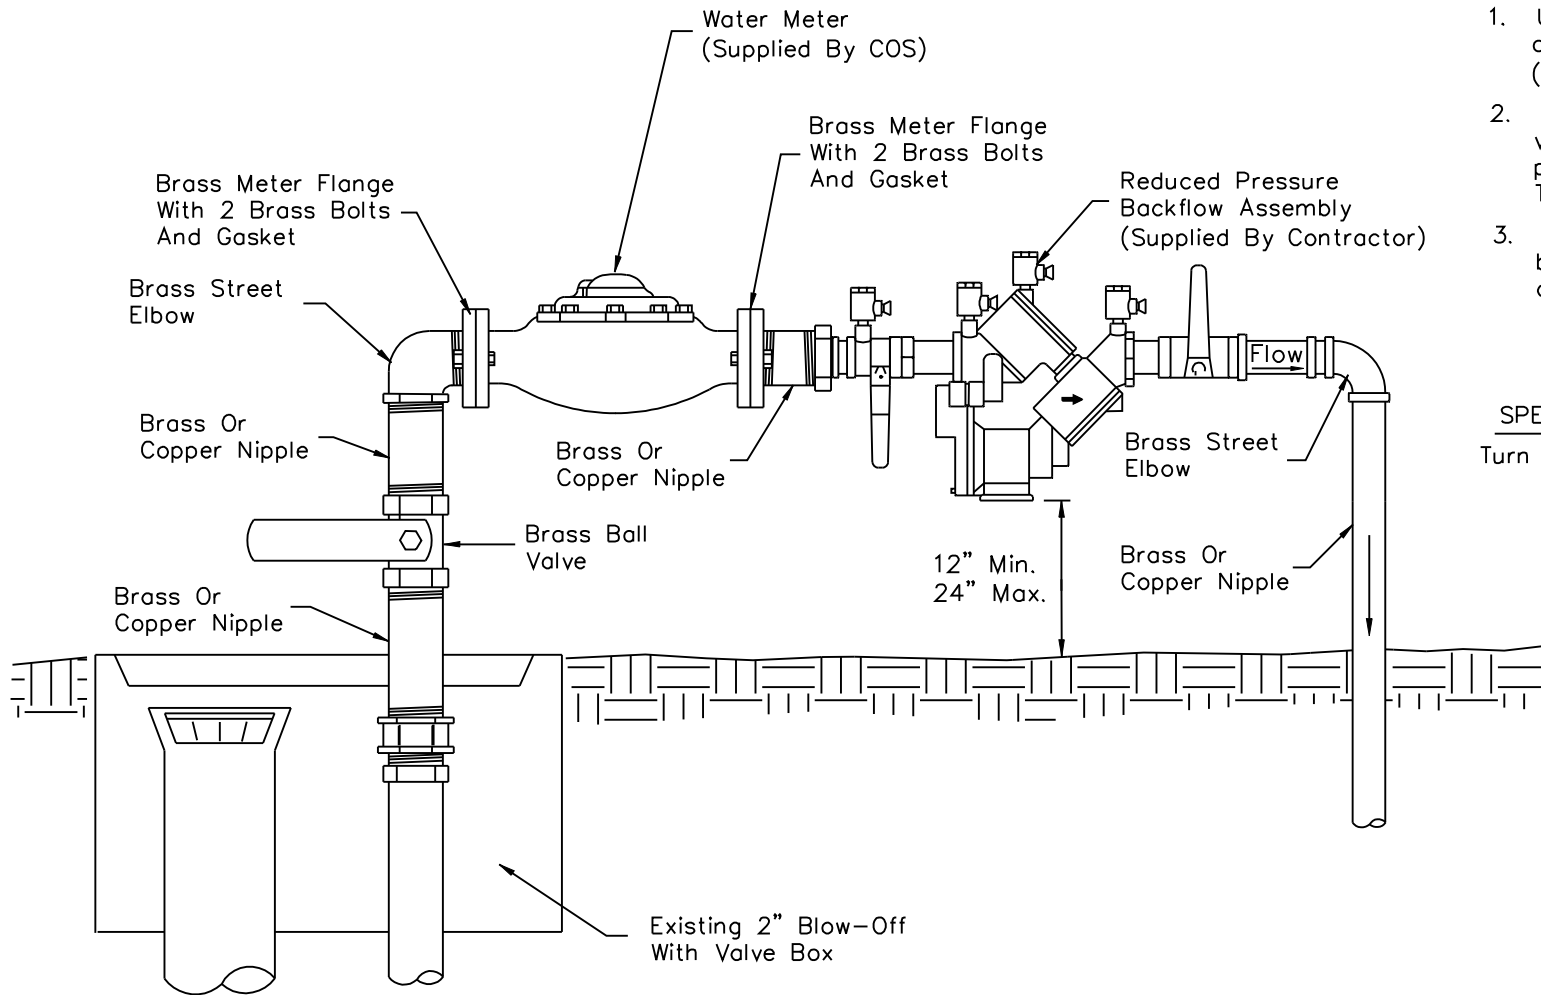 Water Meter
(Supplied By COS)
Brass Meter Flange
With 2 Brass Bolts
And Gasket
Brass Meter Flange
With 2 Brass Bolts
And Gasket
Reduced Pressure
Backflow Assembly
(Supplied By Contractor)
Brass Street
Elbow
Flow
Brass Or
Copper Nipple
Brass Or
Copper Nipple
Brass Street
Elbow
Brass Ball
Valve
12” Min.
24” Max.
Brass Or
Copper Nipple
Brass Or
Copper Nipple
Existing 2” Blow-Off
With Valve Box
1.
2.
3.
Turn